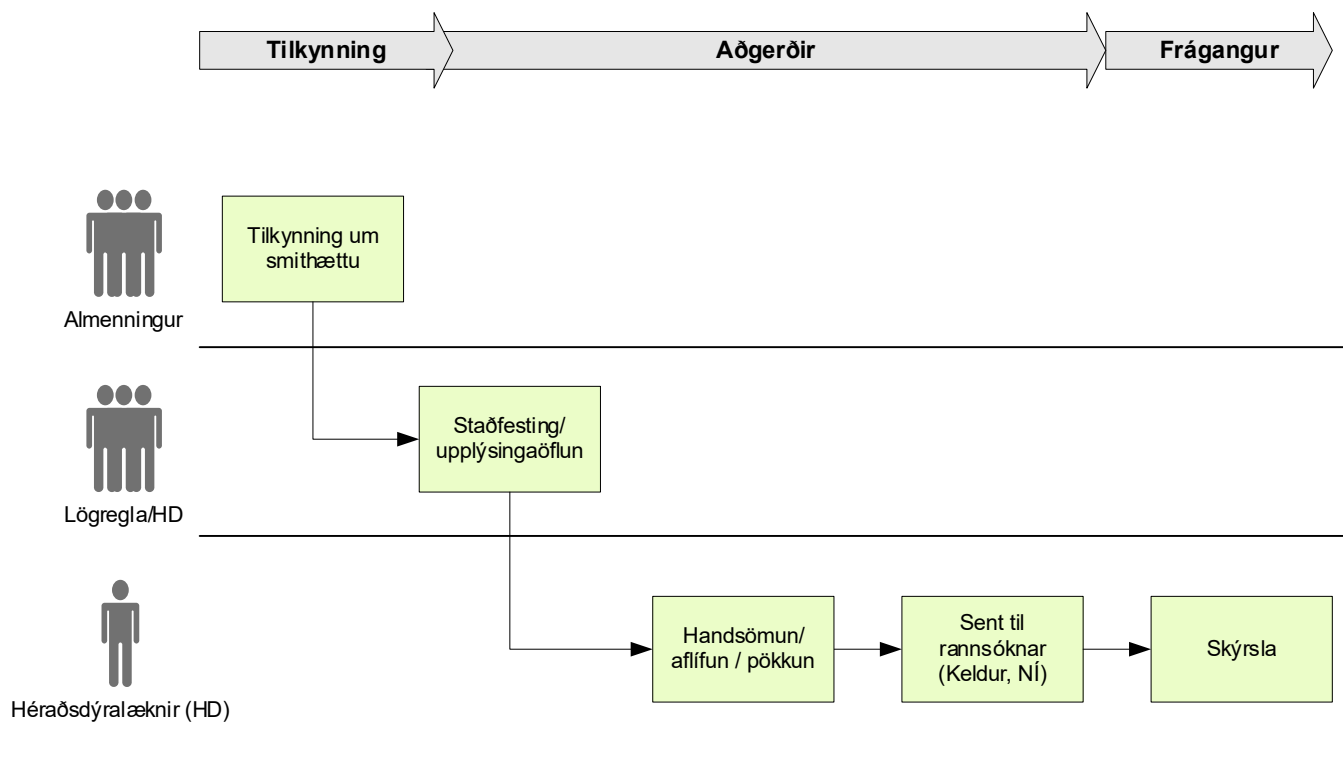 Tilkynning
Aðgerðir
Frágangur
Tilkynning um
smithættu
Almenningur
Staðfesting/
upplýsingaöflun
Lögregla/HD
Handsömun/
aflífun / pökkun
Sent til
rannsóknar
(Keldur, NÍ)
Skýrsla
Héraðsdýralæknir (HD)